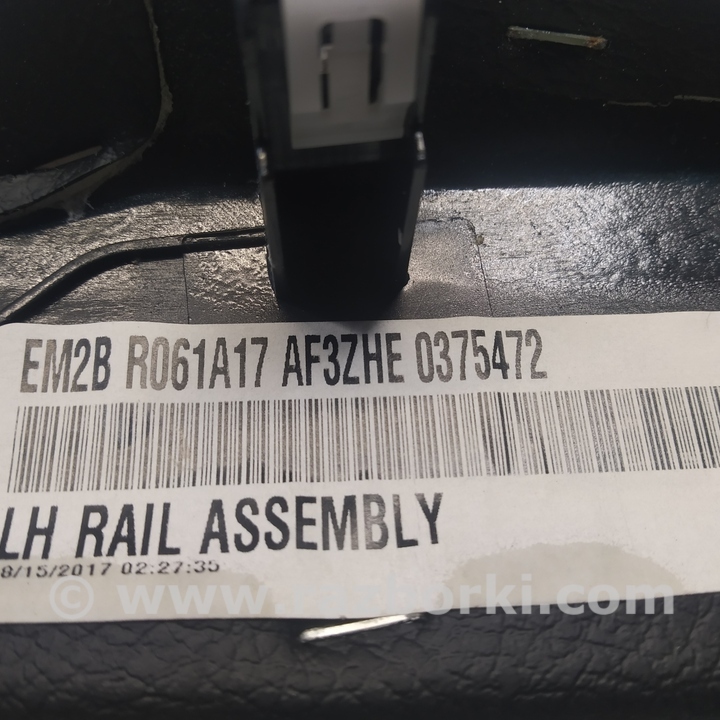 EM2B R061A17 AF3ZHE 0375472
LH RAIL ASSEMBLY
8/15/2017 02:27:35